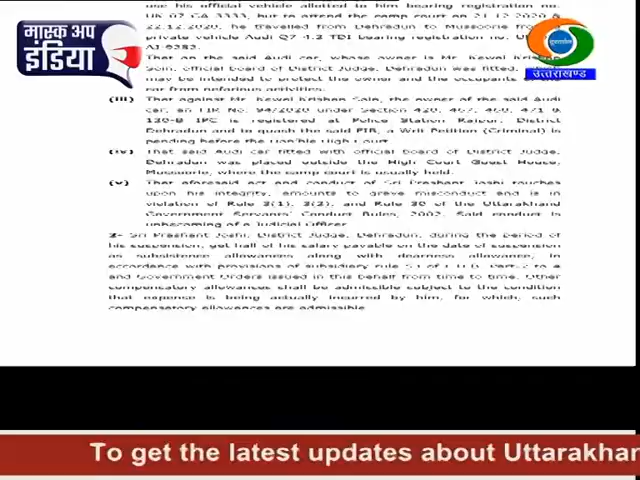 use his official vehicle allotted to him bearing registration no.
UK 07 GA 3333, but to attend the camp court on 21.12.2020 &
22.12.2020, he travelled from Dehradun to Mussoorie
private vehicle Audi Q7 4.2 TDI bearing registration no.
मास्क अप
इंडिया
उत्तराखण्ड
That on the said Audi car, whose owner is Mr. Kewal Krishan
Soin, official board of District Judge, Dehradun was fitted.
may be intended to protect the owner and the occupants of the
car from nefarious activities.
(iii) That against Mr. Kewal Krishan Soin, the owner of the said Audi
car, an FIR No. 94/2020 under Section 420, 467, 468, 471 &
120-B IPC is registered at Police Station Rajpur, District
Dehradun and to quash the said FIR, a Writ Petition (Criminal) is
pending before the Hon'ble High Court.
(iv) That said Audi car fitted with official board of District Judge,
Dehradun was placed outside the High Court Guest House,
Mussoorie, where the camp court is usually held.
(v) That aforesaid act and conduct of Sri Prashant Joshi touches
upon his integrity, amounts to grave misconduct and is in
violation of Rule 3(1), 3(2), and Rule 30 of the Uttarakhand
Government Servants' Conduct Rules, 2002. Said conduct is
unbecoming of a Judicial Officer.
2- Sri Prashant Joshi, District Judge, Dehradun, during the period of
his suspension, get half of his salary payable on the date of suspension
as subsistence allowances along with dearness allowance, in
accordance with provisions of subsidiary rule
and Government Orders issued in this behalf from time to time. Other
compensatory allowances shall be admissible subject to the condition
that expense is being actually incurred by him, for which, such
compensatory allowances are admissible.
To get the latest updates about Uttarakhan